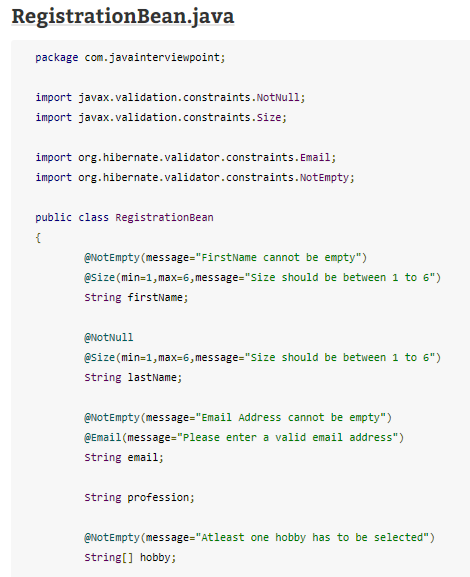 RegistrationBean.java
package com.javainterviewpoint;
import javax.validation.constraints.NotNull;
import javax.validation.constraints.Size;
import org.hibernate.validator.constraints.Email;
import org.hibernate.validator.constraints.NotEmpty;
public class RegistrationBean
{
@NotEmpty(message="FirstName cannot be empty")
@Size(min=1,max=6,message="Size should be between 1 to 6")
String firstName;
@NotNull
@Size(min=1,max=6,message="Size should be between 1 to 6")
String lastName;
@NotEmpty(message="Email Address cannot be empty")
@Email(message="Please enter a valid email address")
String email;
String profession;
@NotEmpty(message="Atleast one hobby has to be selected")
String[] hobby;